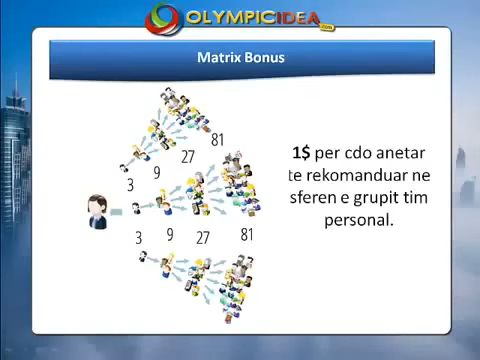 OLYMPICIDEA.com
Matrix Bonus
81
27
9
3
1$ per cdo anetar
te rekomanduar ne
sferen e grupit tim
personal.
3
9
27
81